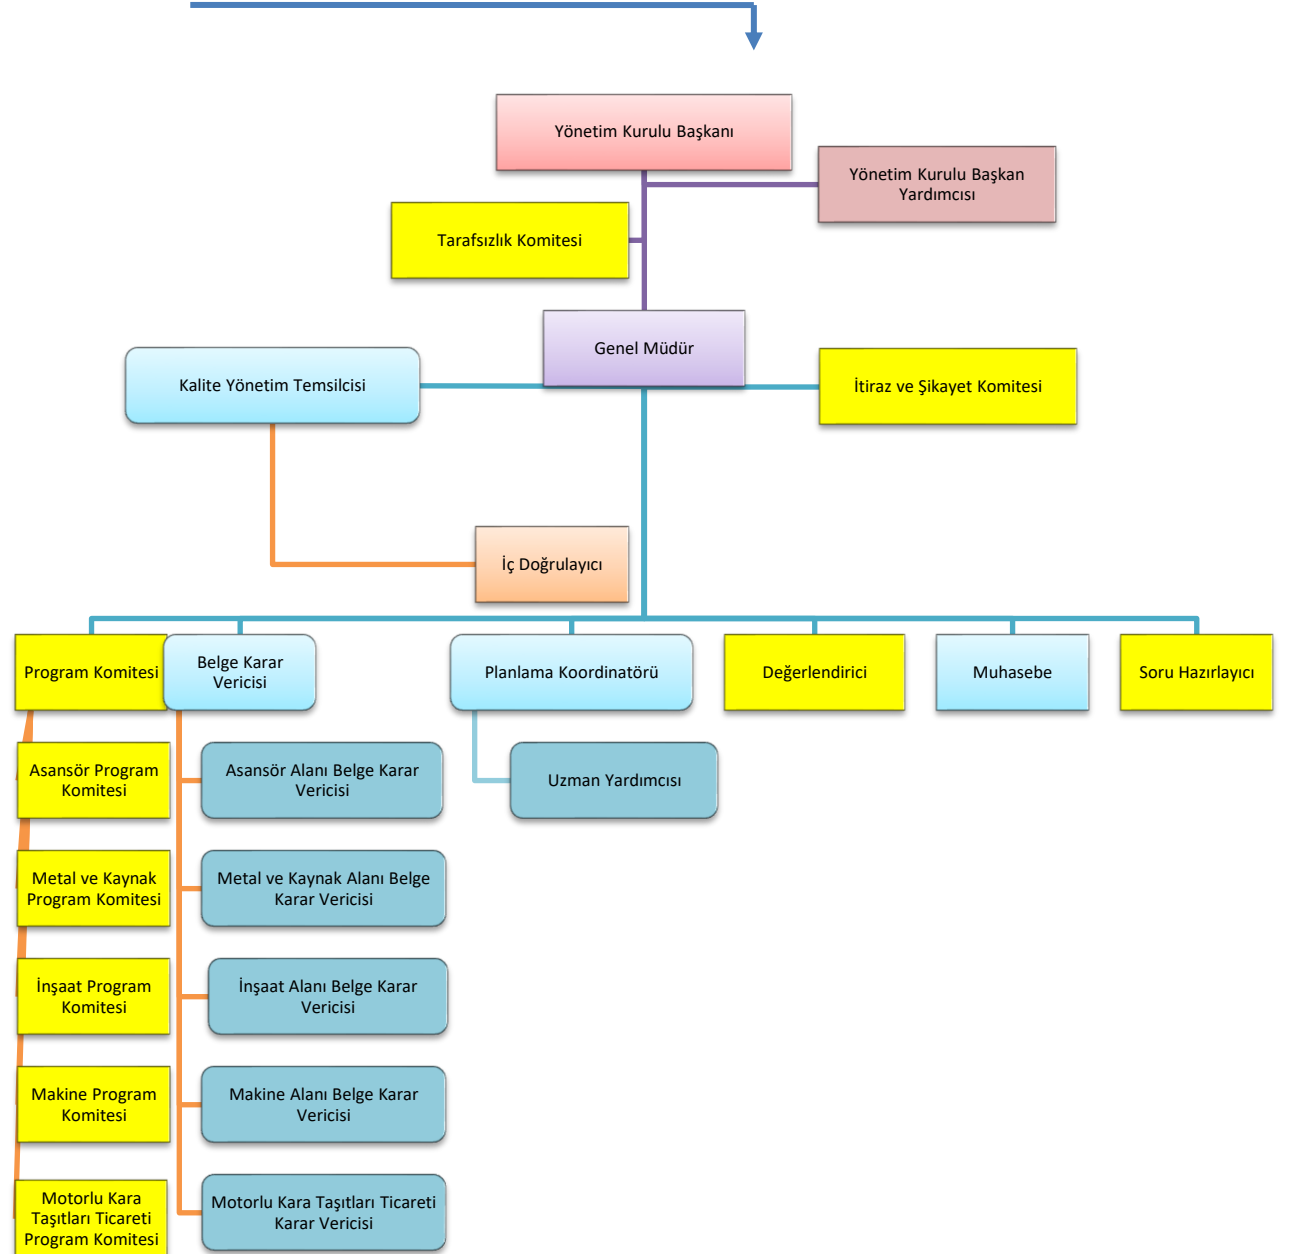 Yönetim Kurulu Başkanı
Yönetim Kurulu Başkan
Yardımcısı
Tarafsızlık Komitesi
Genel Müdür
Kalite Yönetim Temsilcisi
İtiraz ve Şikayet Komitesi
İç Doğrulayıcı
Program Komitesi
Belge Karar
Vericisi
Planlama Koordinatörü
Değerlendirici
Muhasebe
Soru Hazırlayıcı
Asansör Program
Komitesi
Asansör Alanı Belge Karar
Vericisi
Uzman Yardımcısı
Metal ve Kaynak
Program Komitesi
Metal ve Kaynak Alanı Belge
Karar Vericisi
İnşaat Program
Komitesi
İnşaat Alanı Belge Karar
Vericisi
Makine Program
Komitesi
Makine Alanı Belge Karar
Vericisi
Motorlu Kara
Taşıtları Ticareti
Program Komitesi
Motorlu Kara Taşıtları Ticareti
Karar Vericisi